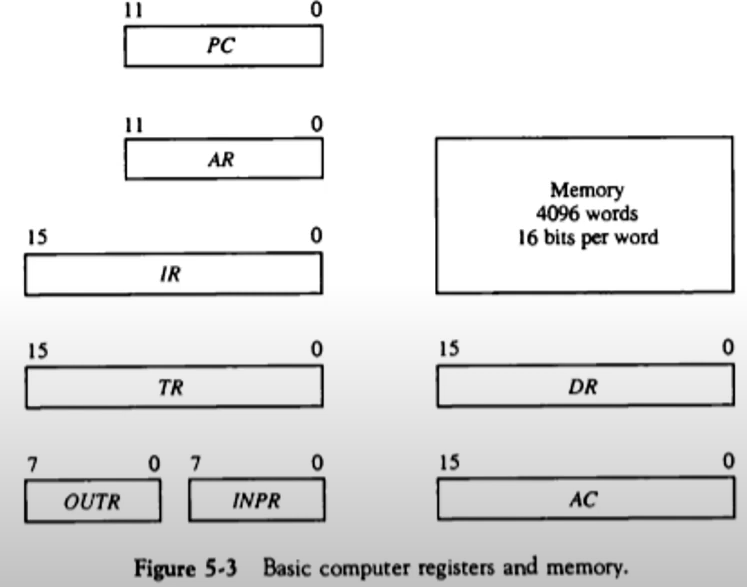 11 0
PC
11 0
AR
Memory
4096 words
16 bits per word
15 0
IR
15 0
TR
15 0
DR
7 0
OUTR
7 0
INPR
15 0
AC
Figure 5-3 Basic computer registers and memory.